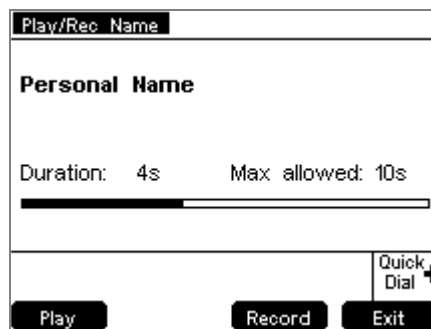 Play/Rec Name
Personal Name
Duration: 4s Max allowed: 10s
Quick
Dial
Play Record Exit